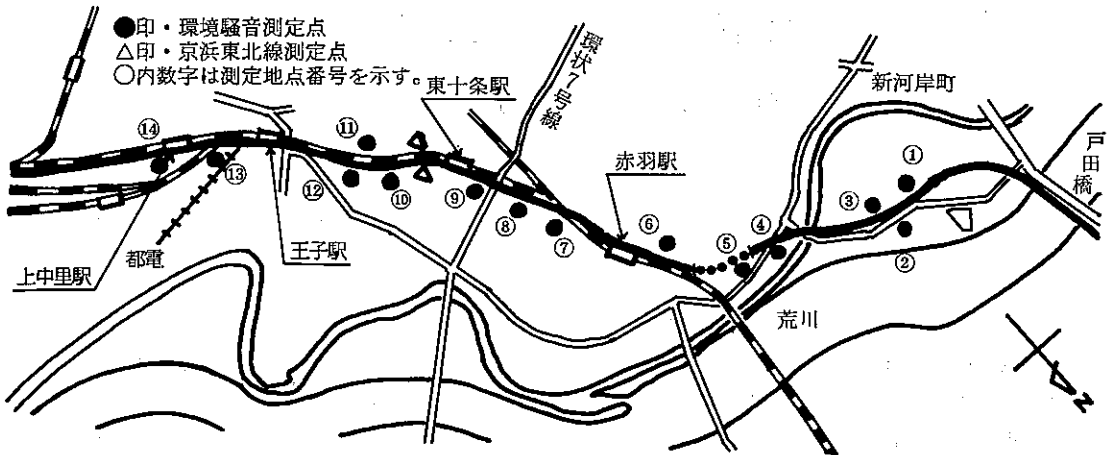 ●印・環境騒音測定点
△印・京浜東北線測定点
○内数字は測定地点番号を示す。
東十条駅
環状7号線
新河岸町
戸田橋
赤羽駅
荒川
王子駅
都電
上中里駅
①
②
③
④
⑤
⑥
⑦
⑧
⑨
⑩
⑪
⑫
⑬
⑭
N